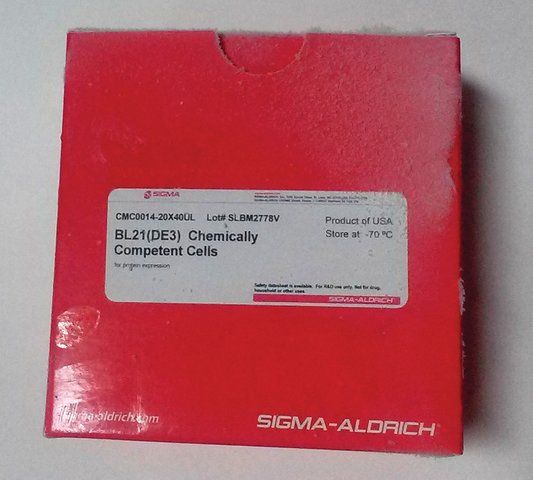 SIGMA
CMC0014-20X40UL Lot# SLBM2778V
Product of USA
BL21(DE3) Chemically
Store at -70 ºC
Competent Cells
for protein expression
Safety datasheet is available. For R&D use only. Not for drug,
household or other uses.
SIGMA-ALDRICH
sigma-aldrich.com
SIGMA-ALDRICH